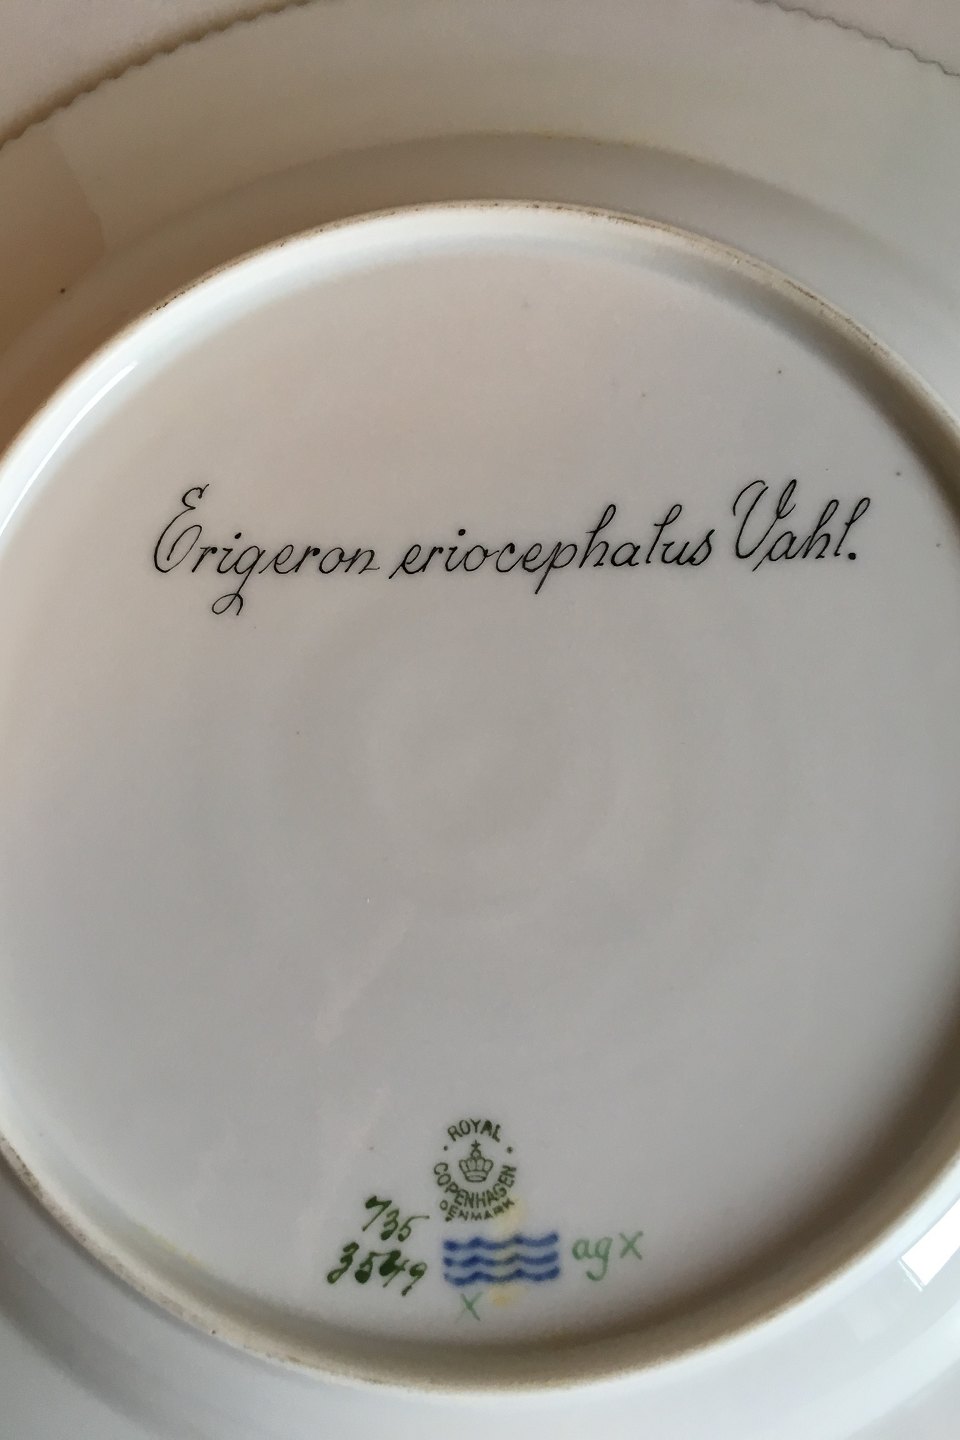 Erigeron eriocephalus Vahl.
ROYAL
COPENHAGEN
DENMARK
735
3549
agx
x